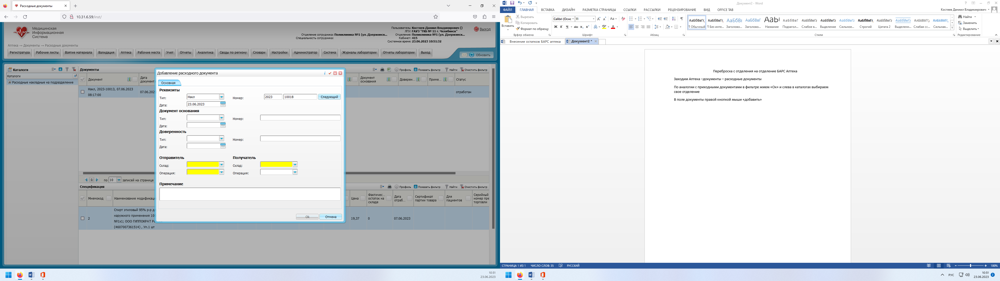 Расходные документы
10.31.6.59/inst/
Медицинская
Информационная
Система
Пользователь: Костяев Даниил Владимирович ()
ЛПУ: ГАУЗ "ГКБ № 11 г. Челябинск"
Отделение сотрудника: Поликлиника №1 (ул. Дзержинск... Отделение: Поликлиника №1 (ул. Дзержинск...
Специальность сотрудника: Кабинет: 415
Системное время: 23.06.2023 10:51:32
Выход
Аптека → Документы → Расходные документы
Регистратура Рабочие листы Взятие материала Валидация Аптека Рабочие места Учет Отчеты Аналитика Своды по региону Словари Настройки Администратор Система Журналы лаборатории Отчеты лаборатории Выход
Обновить
Каталоги
Каталоги
Расходные накладные на подразделение
Документы
Профиль Показать фильтр Найти Очистить фильтр
Документ Дата документа Документ основания Доверен... Приме... Статус
Накл, 2023-10013, 07.06.2023 08:17:00 07.06.202 отработан
1 по 10 записей на странице
Спецификация
Профиль Показать фильтр Найти Очистить фильтр
Мнемокод Наименование модификаци Цена Фактичес... остаток на складе Дата отраб... Сертификат партии товара Для пациентов Серийный номер пре торговли
2 Спирт этиловый 95% р-р д 19,37 0 07.06.2023
наружного применения 10
№1x1; ООО ГИППОКРАТ РО
(4607007361514) , Уп.1 шт
Добавление расходного документа
Основная
Реквизиты
Тип: Накл Номер: 2023 10018 Следующий
Дата: 23.06.2023
Документ основания
Тип: Номер:
Дата:
Доверенность
Тип: Номер:
Дата:
Отправитель Получатель
Склад: Склад:
Операция: Операция:
Примечание
Ok Отмена
10:51
23.06.2023
Документ2 - Word
ФАЙЛ ГЛАВНАЯ ВСТАВКА ДИЗАЙН РАЗМЕТКА СТРАНИЦЫ ССЫЛКИ РАССЫЛКИ РЕЦЕНЗИРОВАНИЕ ВИД OFFICE TAB
Костяев Даниил Владимирович
Вставить
Вырезать
Копировать
Формат по образцу
Буфер обмена
Calibri (Оснс 11
Ж К Ч abc x₂ x²
Шрифт
Абзац
АаБбВвГг, АаБбВвГг, АаБбВі АаБбВвГ АаЫ АаБбВвГ АаБбВвГг АаБбВвГг АаБбВвГг АаБбВвГг, АаБбВвГг АаБбВвГг АаБбВвГг АаБбВвГг,
¶ Обычный ¶ Без инте... Заголово... Заголово... Название Подзагол... Слабое в... Выделение Сильное... Строгий Цитата 2 Выделенн... Слабая сс... Сильная...
Стили
Найти
Заменить
Выделить
Редактирование
Внесение остатков БАРС аптека Документ2 *
Переброска с отделения на отделение БАРС Аптека
Заходим Аптека –документы – расходные документы
По аналогии с приходными документами в фильтре жмем «Ок» и слева в каталогах выбираем
свое отделение
В поле документы правой кнопкой мыши «добавить»
СТРАНИЦА 1 ИЗ 1 ЧИСЛО СЛОВ: 35 РУССКИЙ
100%
РУС
10:51
23.06.2023
2